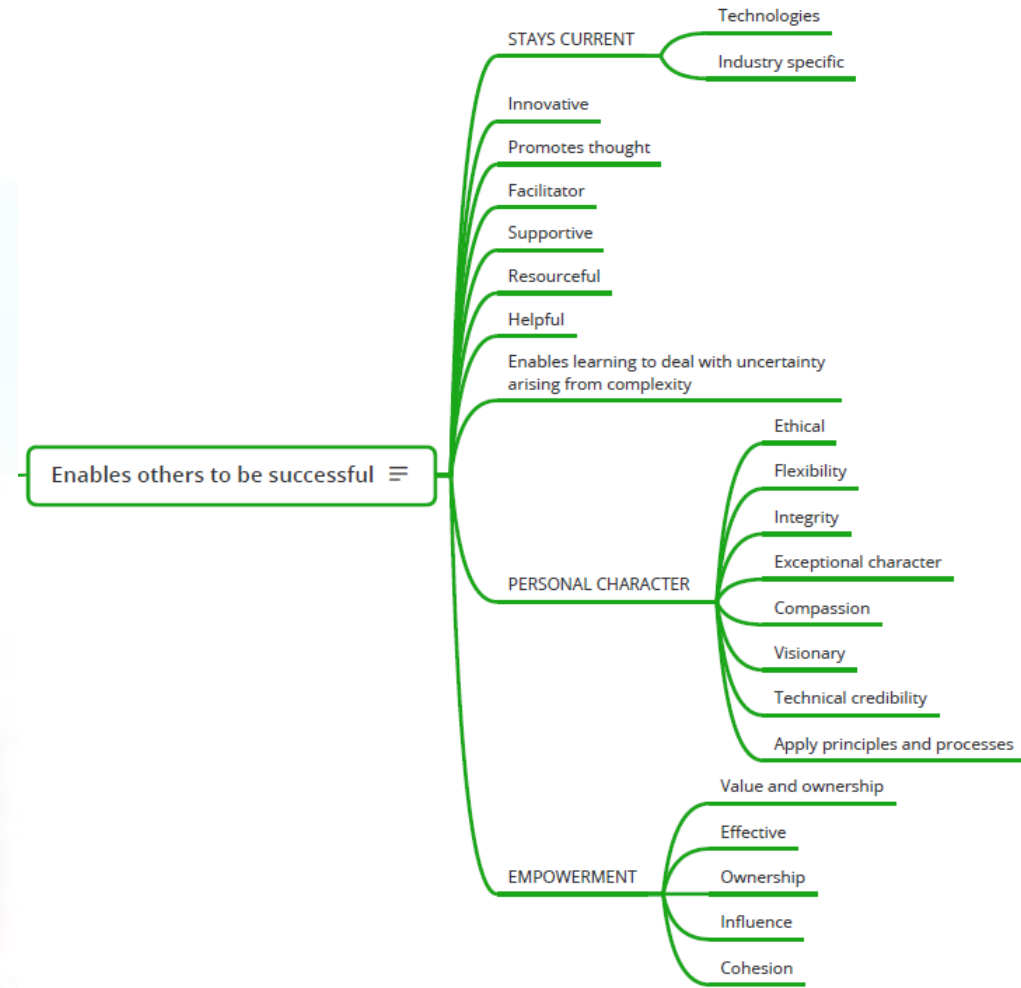 Technologies
STAYS CURRENT
Industry specific
Innovative
Promotes thought
Facilitator
Supportive
Resourceful
Helpful
Enables learning to deal with uncertainty
arising from complexity
Enables others to be successful
PERSONAL CHARACTER
Ethical
Flexibility
Integrity
Exceptional character
Compassion
Visionary
Technical credibility
Apply principles and processes
EMPOWERMENT
Value and ownership
Effective
Ownership
Influence
Cohesion